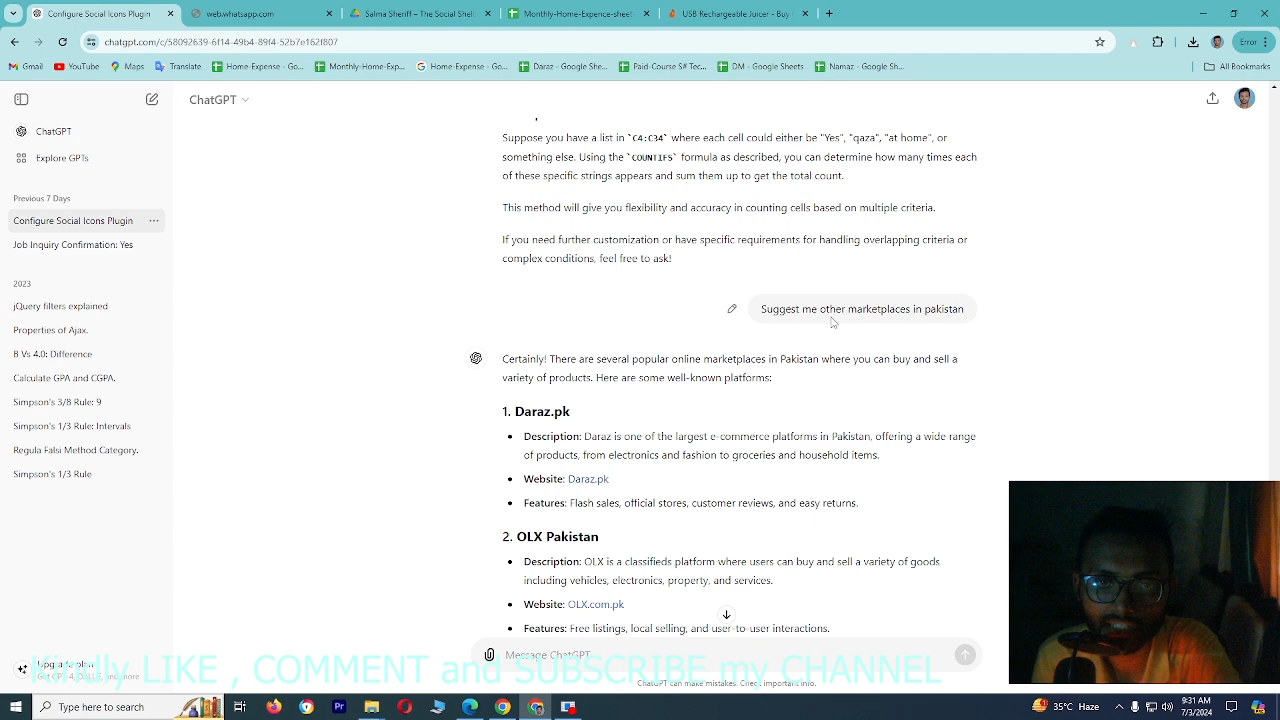 web.whatsapp.com
Salma Sheriff – The Social Shell
Monthly-Home-Expense-sheet
USB Rechargeable Juicer - Buy
chatgpt.com/c/58092639-6f14-49b4-89f4-52b7e162f807
Error
Gmail
YouTube
Maps
Translate
Home-Expense - Go...
Monthly-Home-Exp...
Home-Expense - Go...
Daraz - Google She...
Paid-Course S# Tec...
DM - Google Sheets
Namaz - Google Sh...
All Bookmarks
ChatGPT
ChatGPT
Explore GPTs
Previous 7 Days
Configure Social Icons Plugin
Job Inquiry Confirmation: Yes
2023
jQuery filters explained
Properties of Ajax.
B Vs 4.0: Difference
Calculate GPA and CGPA.
Simpson's 3/8 Rule: 9
Simpson's 1/3 Rule: Intervals
Regula Falsi Method Category.
Simpson's 1/3 Rule
Suppose you have a list in `C4:C34` where each cell could either be "Yes", "qaza", "at home", or
something else. Using the `COUNTIFS` formula as described, you can determine how many times each
of these specific strings appears and sum them up to get the total count.
This method will give you flexibility and accuracy in counting cells based on multiple criteria.
If you need further customization or have specific requirements for handling overlapping criteria or
complex conditions, feel free to ask!
Suggest me other marketplaces in pakistan
Certainly! There are several popular online marketplaces in Pakistan where you can buy and sell a
variety of products. Here are some well-known platforms:
1. Daraz.pk
Description: Daraz is one of the largest e-commerce platforms in Pakistan, offering a wide range
of products, from electronics and fashion to groceries and household items.
Website: Daraz.pk
Features: Flash sales, official stores, customer reviews, and easy returns.
2. OLX Pakistan
Description: OLX is a classifieds platform where users can buy and sell a variety of goods
including vehicles, electronics, property, and services.
Website: OLX.com.pk
Features: Free listings, local selling, and user-to-user interactions.
Message ChatGPT
ChatGPT can make mistakes. Check important info.
Upgrade plan
Get GPT-4, DALL·E, and more
Kindly LIKE , COMMENT and SUBSCRIBE my CHANNEL
Type here to search
Pr
35°C Haze
9:31 AM
7/3/2024